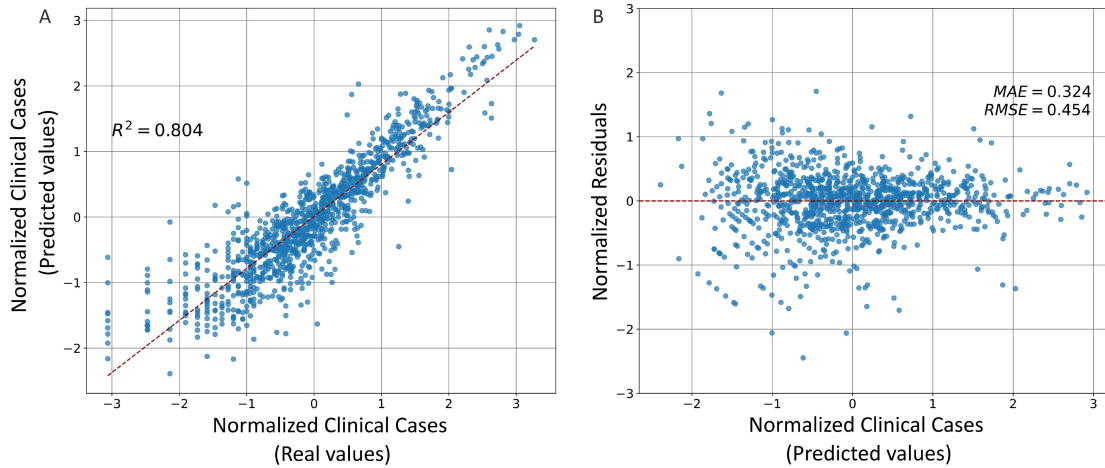 A
Normalized Clinical Cases
(Predicted values)
3
2
1
0
−1
−2
R² = 0.804
−3 −2 −1 0 1 2 3
Normalized Clinical Cases
(Real values)
B
Normalized Residuals
3
2
1
0
−1
−2
−3
MAE = 0.324
RMSE = 0.454
−2 −1 0 1 2 3
Normalized Clinical Cases
(Predicted values)